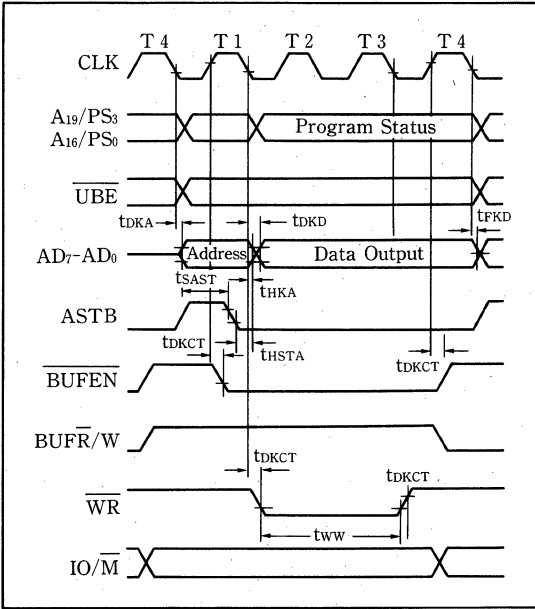 T 4 T 1 T 2 T 3 T 4
CLK
A19/PS3
A16/PS0
Program Status
UBE
tDKA tDKD tFKD
AD7-AD0 Address Data Output
tSAST
tHKA
ASTB
tDKCT tHSTA tDKCT
BUFEN
BUFR/W
tDKCT tDKCT
WR
tWW
IO/M